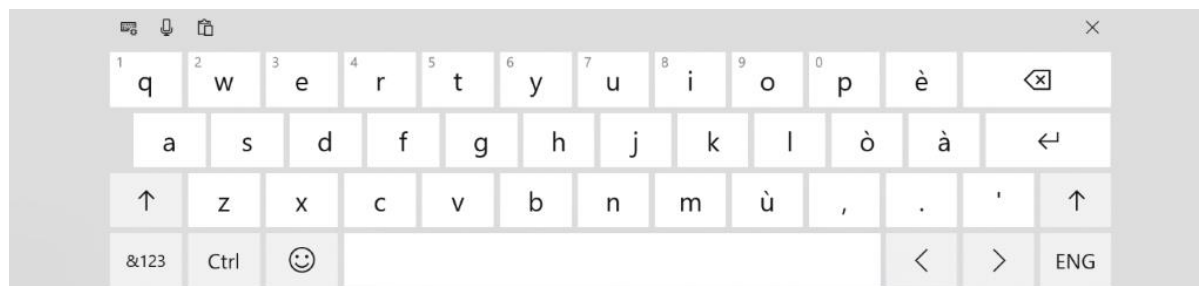 1 q 2 w 3 e 4 r 5 t 6 y 7 u 8 i 9 o 0 p è
a s d f g h j k l ò à
z x c v b n m ù , . '
&123 Ctrl < > ENG